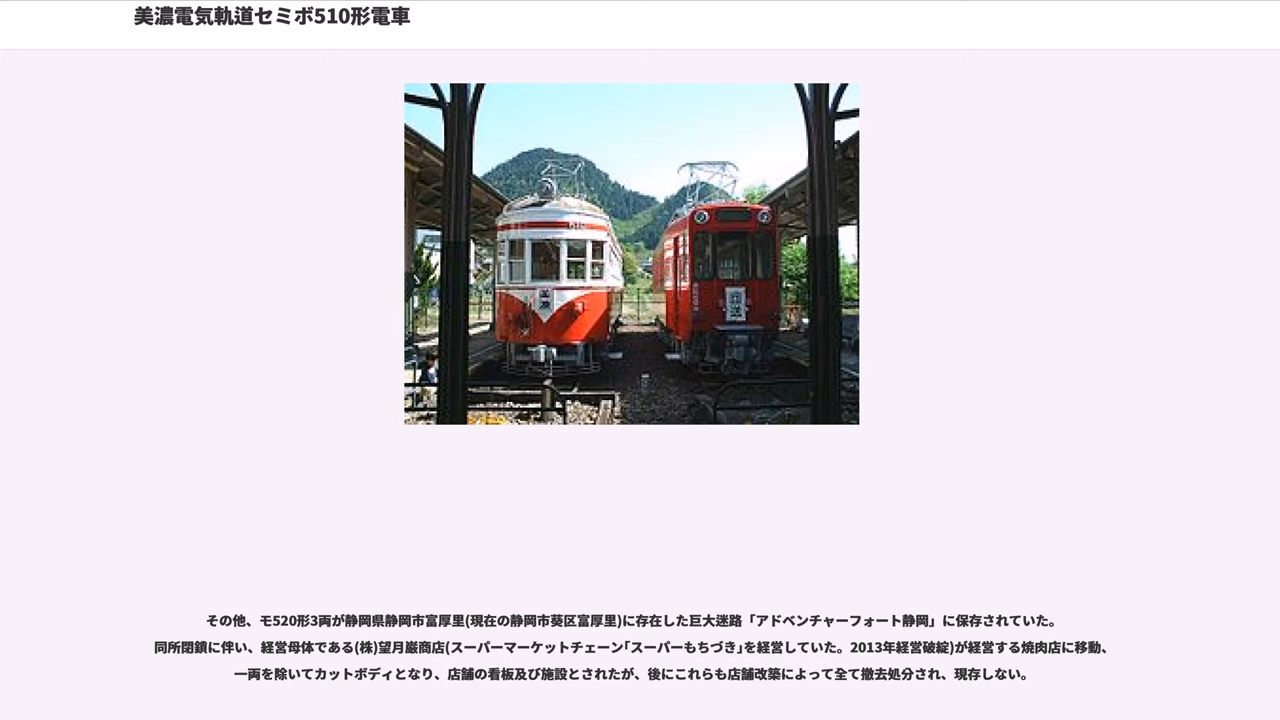 美濃電気軌道セミボ510形電車
その他、モ520形3両が静岡県静岡市富厚里(現在の静岡市葵区富厚里)に存在した巨大迷路「アドベンチャーフォート静岡」に保存されていた。
同所閉鎖に伴い、経営母体である(株)望月巌商店(スーパーマーケットチェーン｢スーパーもちづき｣を経営していた。2013年経営破綻)が経営する焼肉店に移動、
一両を除いてカットボディとなり、店舗の看板及び施設とされたが、後にこれらも店舗改築によって全て撤去処分され、現存しない。